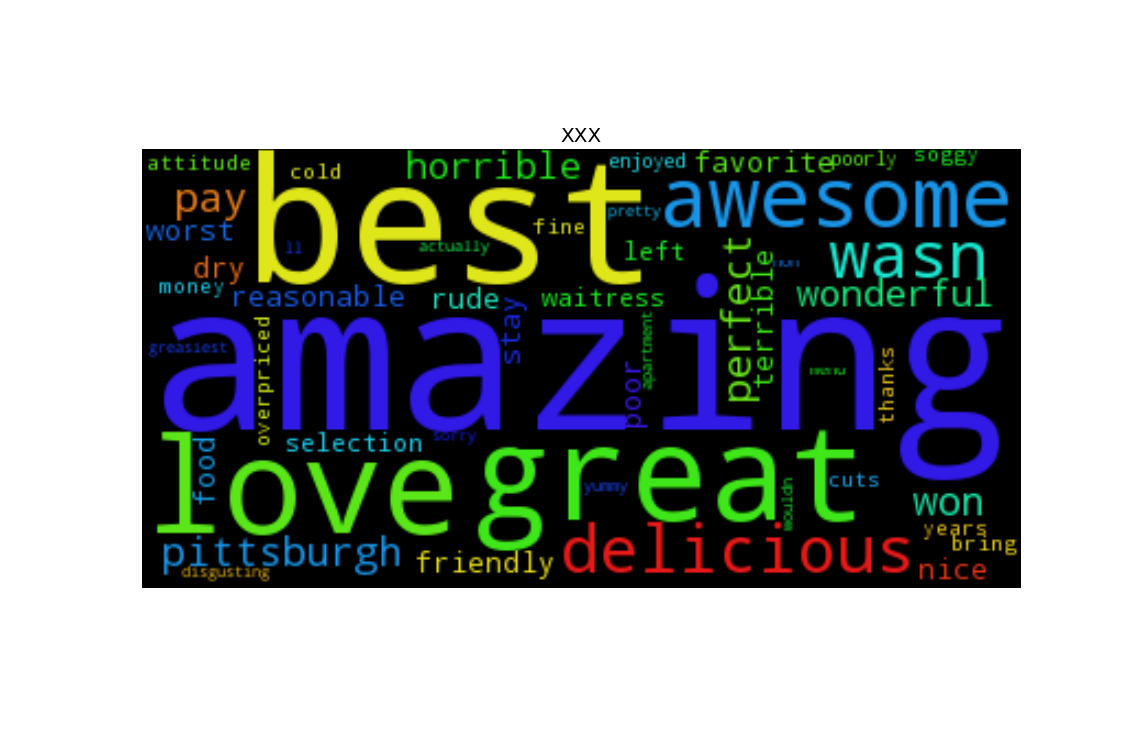 XXX
attitude
cold
horrible
enjoyed
favorite
poorly
soggy
pay
best
awesome
pretty
worst
fine
ll
actually
left
wasn
dry
perfect
terrible
money
reasonable
rude
stay
waitress
wonderful
amazing
greasiest
overpriced
poor
apartment
thanks
sorry
love
great
food
selection
yummy
wouldn
cuts
won
pittsburgh
friendly
delicious
years
bring
disgusting
nice